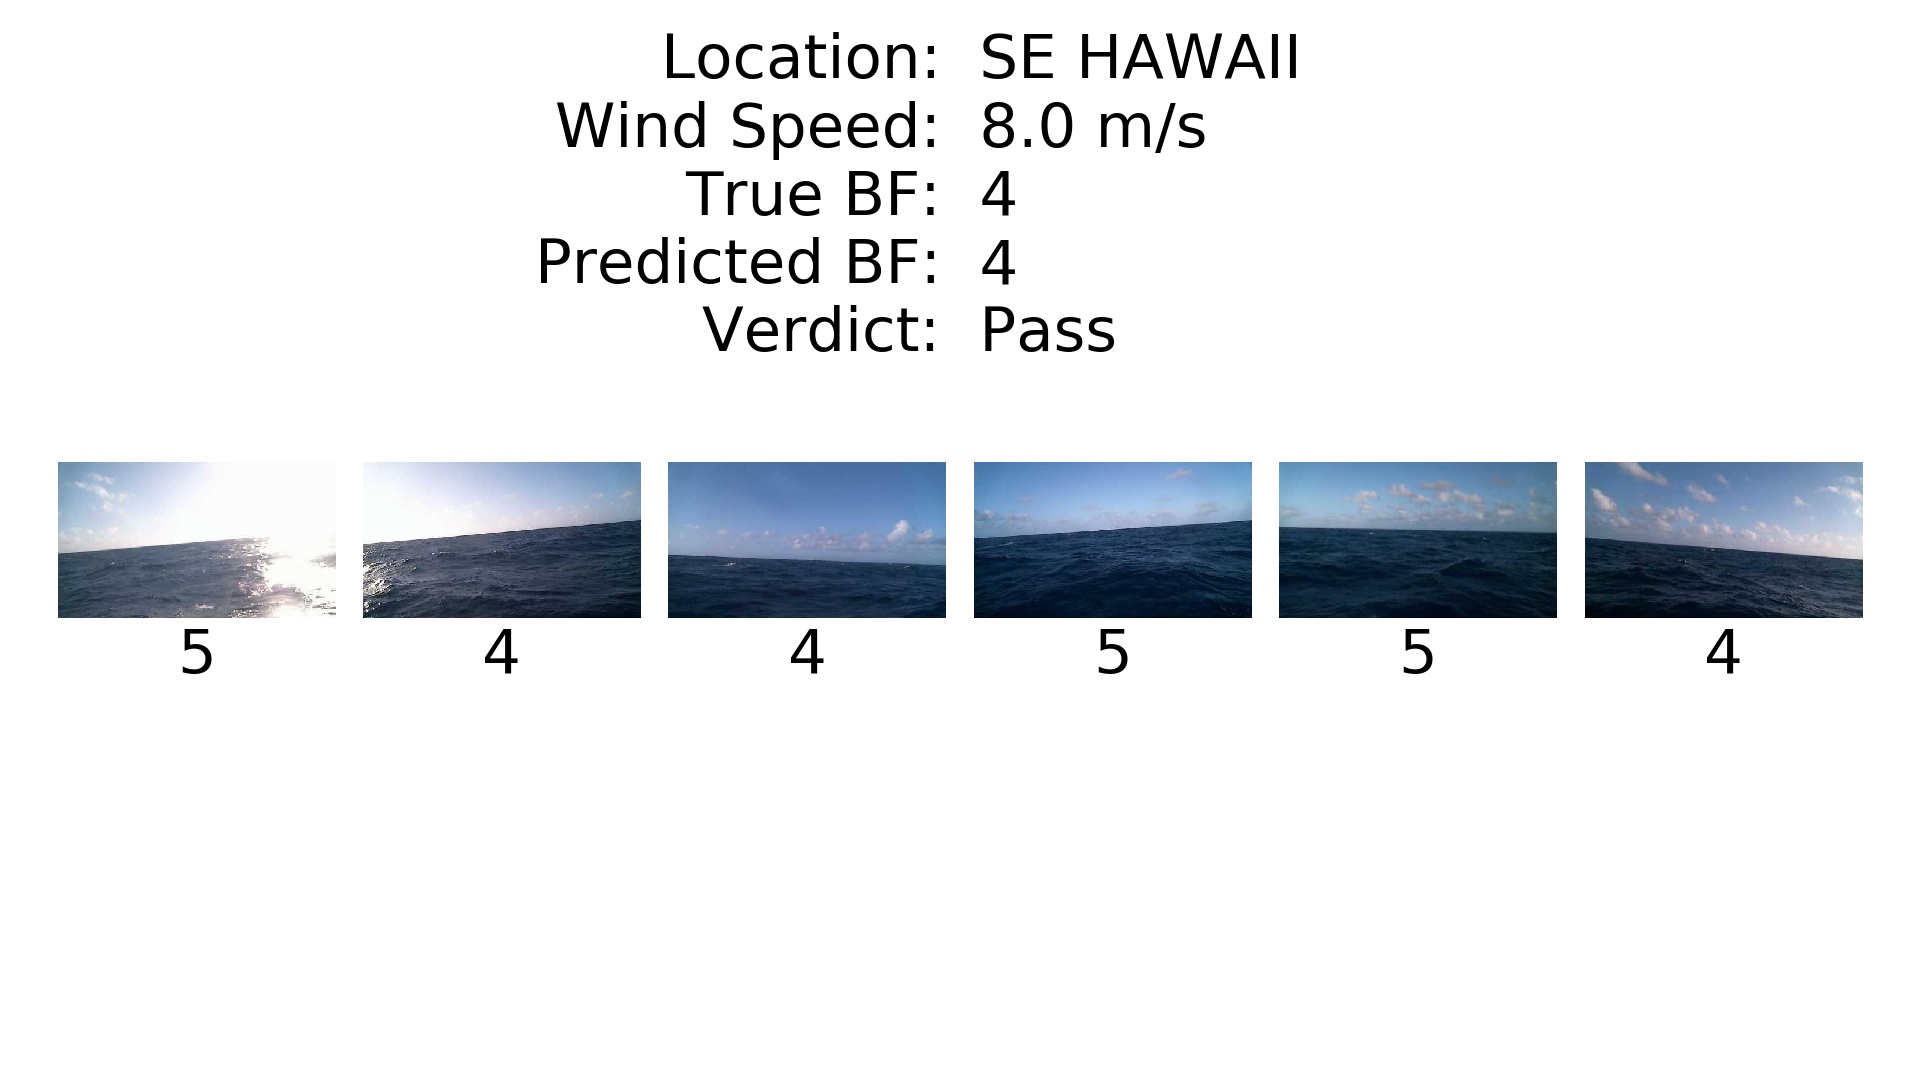 Location: SE HAWAII
Wind Speed: 8.0 m/s
True BF: 4
Predicted BF: 4
Verdict: Pass
5 4 4 5 5 4